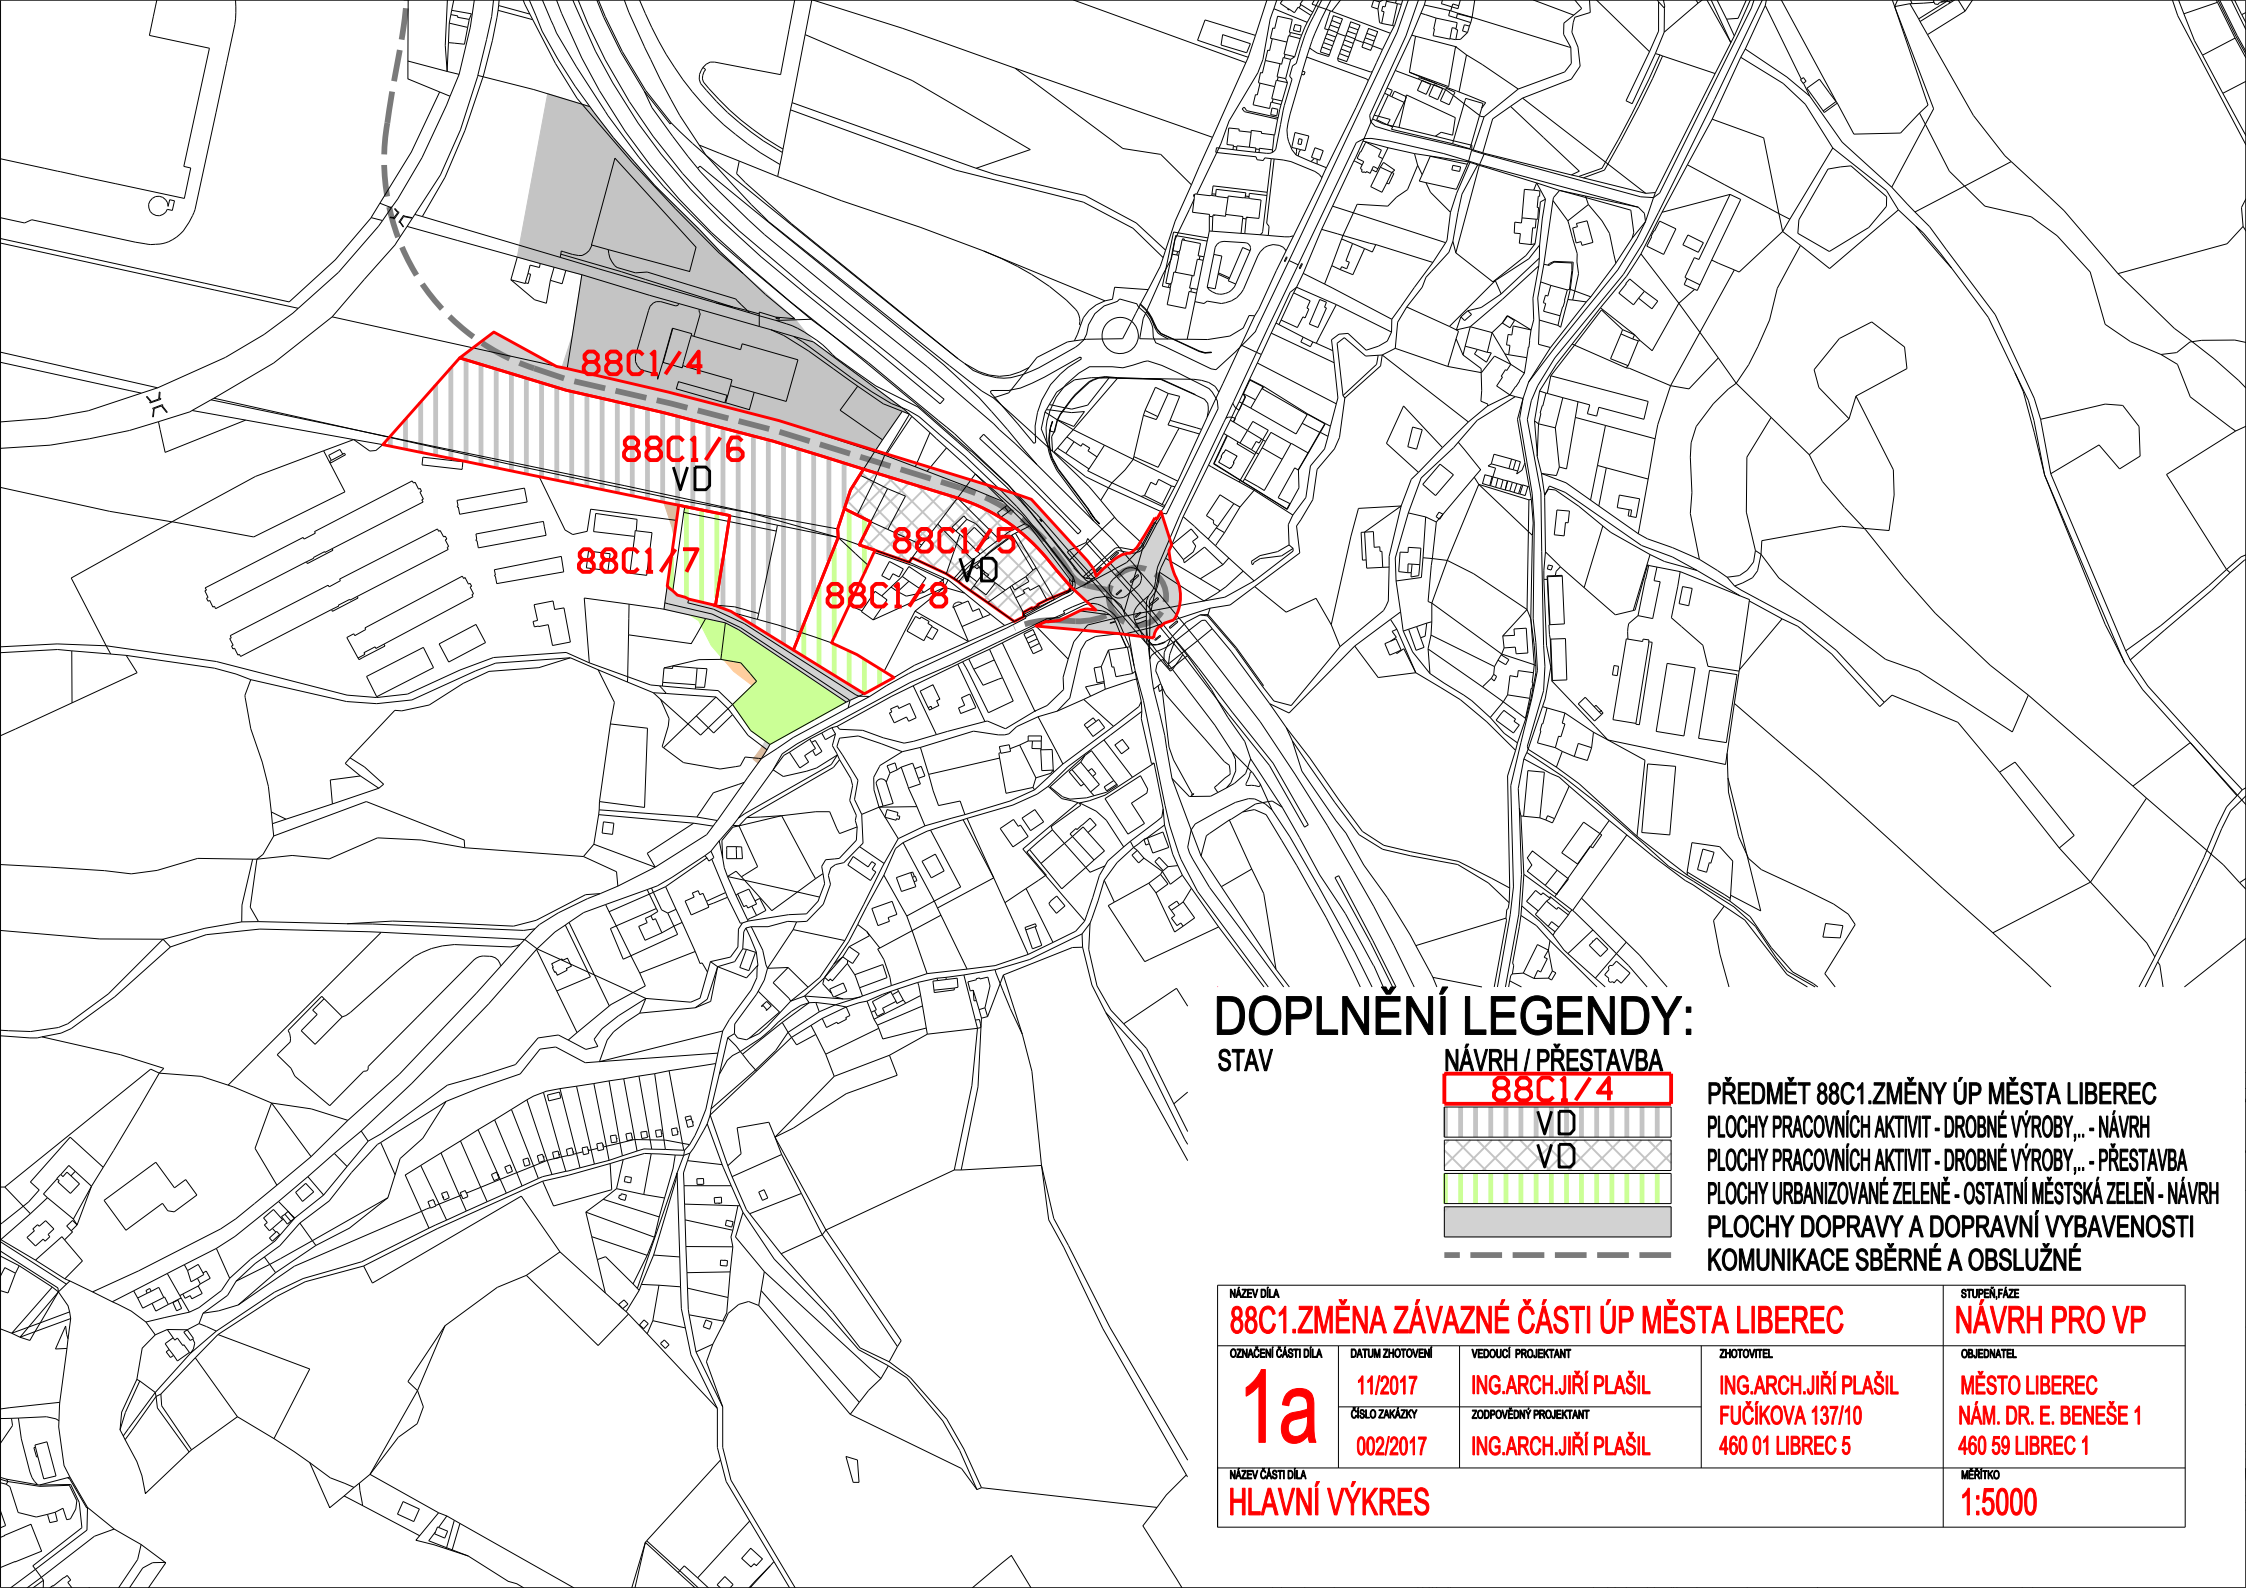 88C1/4
88C1/6
VD
88C1/5
VD
88C1/7
88C1/8
DOPLNĚNÍ LEGENDY:
STAV
NÁVRH / PŘESTAVBA
88C1/4
PŘEDMĚT 88C1.ZMĚNY ÚP MĚSTA LIBEREC
VD
PLOCHY PRACOVNÍCH AKTIVIT - DROBNÉ VÝROBY,.. - NÁVRH
VD
PLOCHY PRACOVNÍCH AKTIVIT - DROBNÉ VÝROBY,.. - PŘESTAVBA
PLOCHY URBANIZOVANÉ ZELENĚ - OSTATNÍ MĚSTSKÁ ZELEŇ - NÁVRH
PLOCHY DOPRAVY A DOPRAVNÍ VYBAVENOSTI
KOMUNIKACE SBĚRNÉ A OBSLUŽNÉ
NÁZEV DÍLA
88C1.ZMĚNA ZÁVAZNÉ ČÁSTI ÚP MĚSTA LIBEREC
STUPEŇ,FÁZE
NÁVRH PRO VP
OZNAČENÍ ČÁSTI DÍLA
1a
DATUM ZHOTOVENÍ
11/2017
ČÍSLO ZAKÁZKY
002/2017
VEDOUCÍ PROJEKTANT
ING.ARCH.JIŘÍ PLAŠIL
ZODPOVĚDNÝ PROJEKTANT
ING.ARCH.JIŘÍ PLAŠIL
ZHOTOVITEL
ING.ARCH.JIŘÍ PLAŠIL
FUČÍKOVA 137/10
460 01 LIBREC 5
OBJEDNATEL
MĚSTO LIBEREC
NÁM. DR. E. BENEŠE 1
460 59 LIBREC 1
NÁZEV ČÁSTI DÍLA
HLAVNÍ VÝKRES
MĚŘÍTKO
1:5000